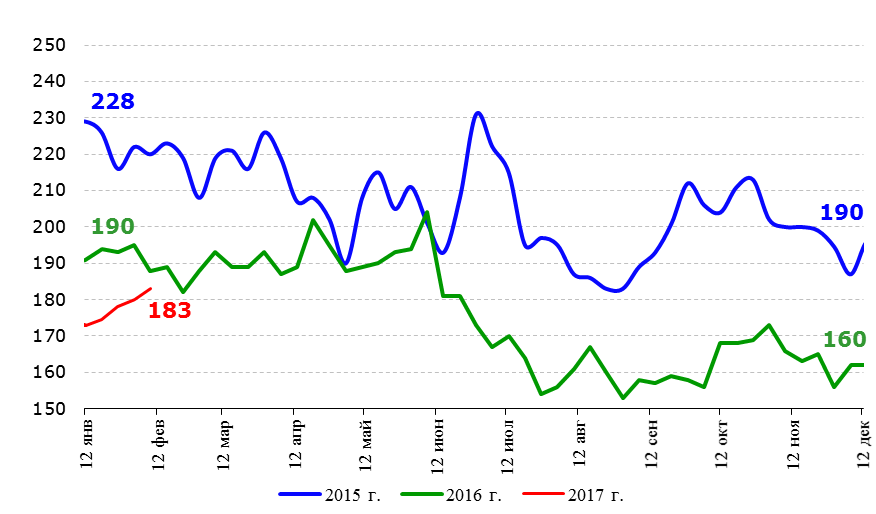 250
240
230
220
210
200
190
180
170
160
150
228
190
183
190
160
12 янв
12 фев
12 мар
12 апр
12 май
12 июн
12 июл
12 авг
12 сен
12 окт
12 ноя
12 дек
2015 г.
2016 г.
2017 г.